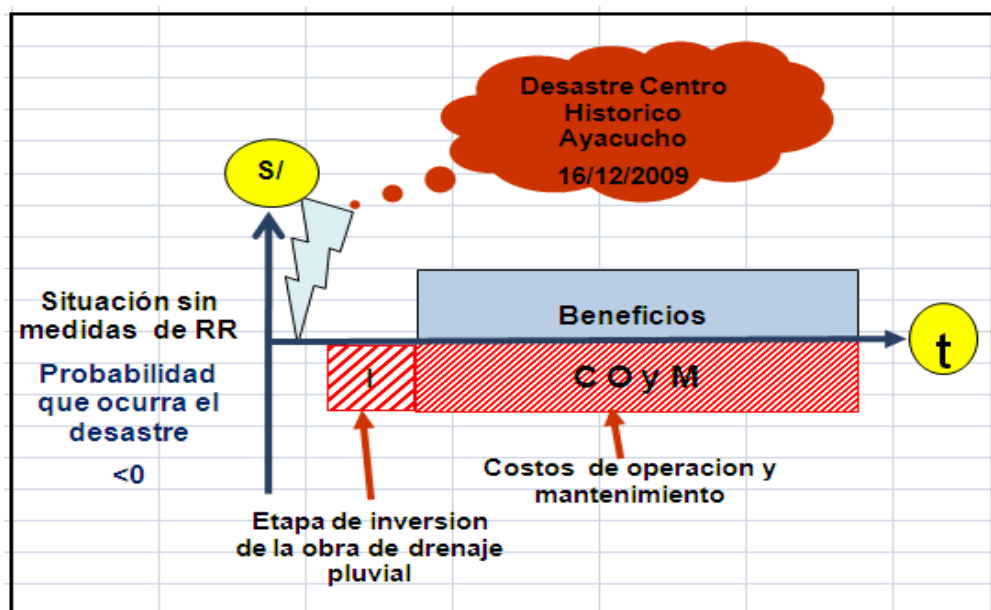 Desastre Centro
Historico
Ayacucho
16/12/2009
S/
Situación sin
medidas de RR
Probabilidad
que ocurra el
desastre
<0
Beneficios
t
I
C O y M
Costos de operacion y
mantenimiento
Etapa de inversion
de la obra de drenaje
pluvial